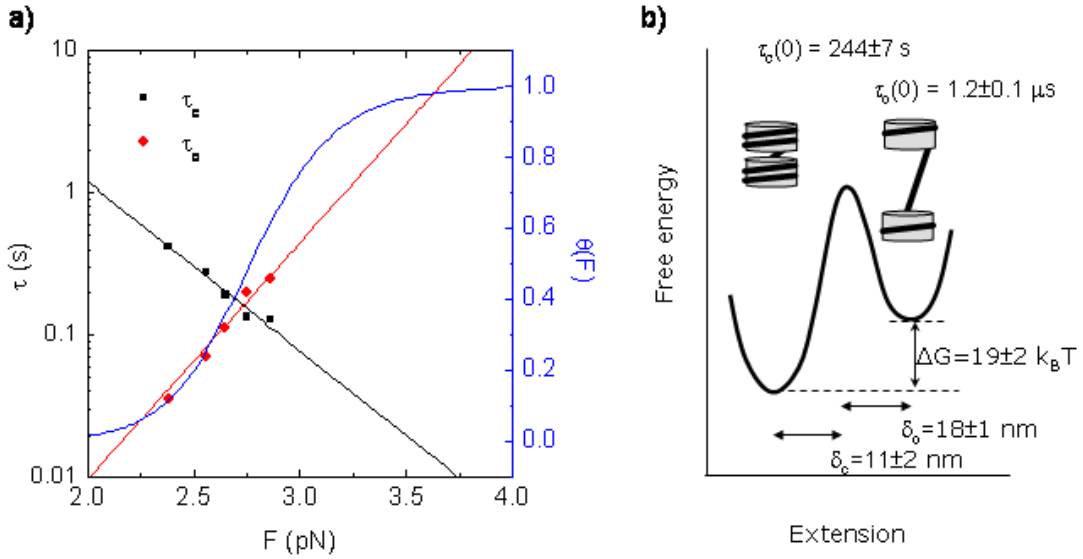 a)
10
1
0.1
0.01
τ (s)
τ
τ
2.0
2.5
3.0
3.5
4.0
F (pN)
1.0
0.8
0.6
0.4
0.2
0.0
θ(F)
b)
τc(0) = 244±7 s
τo(0) = 1.2±0.1 μs
Free energy
ΔG=19±2 kBT
δo=18±1 nm
δc=11±2 nm
Extension